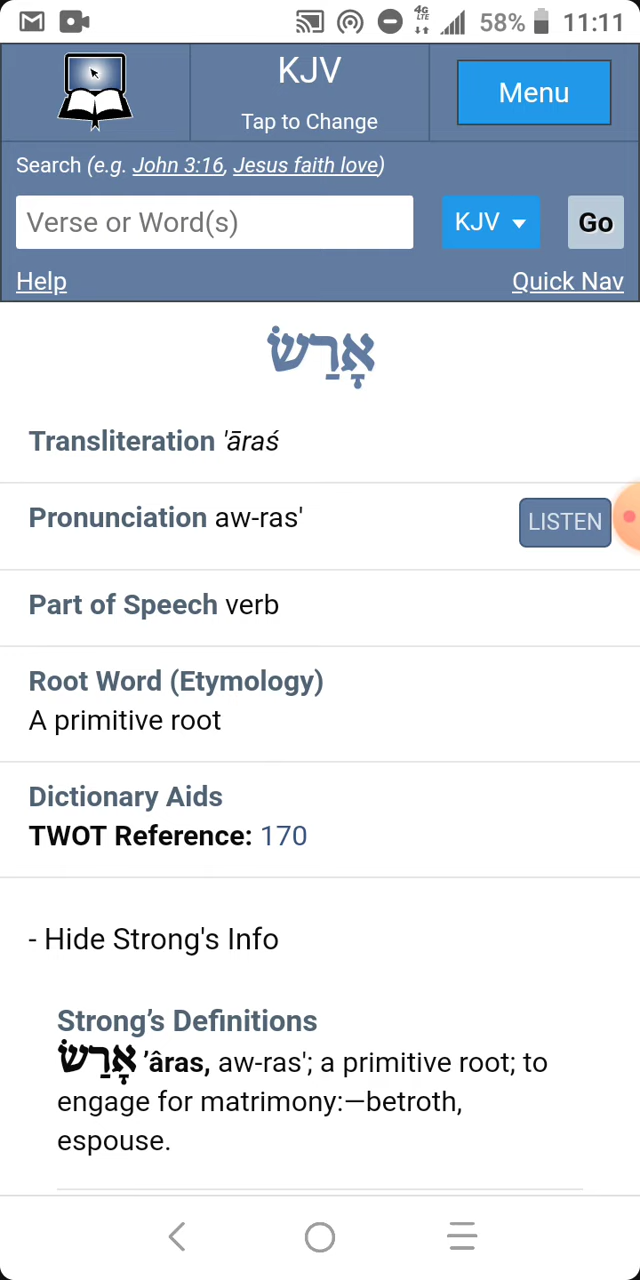 4G
LTE
58%
11:11
KJV
Tap to Change
Menu
Search (e.g. John 3:16, Jesus faith love)
Verse or Word(s)
KJV
Go
Help
Quick Nav
אָרַשׂ
Transliteration 'āraś
Pronunciation aw-ras'
LISTEN
Part of Speech verb
Root Word (Etymology)
A primitive root
Dictionary Aids
TWOT Reference: 170
- Hide Strong's Info
Strong’s Definitions
אָרַשׂ ʼâras, aw-ras'; a primitive root; to
engage for matrimony:—betroth,
espouse.